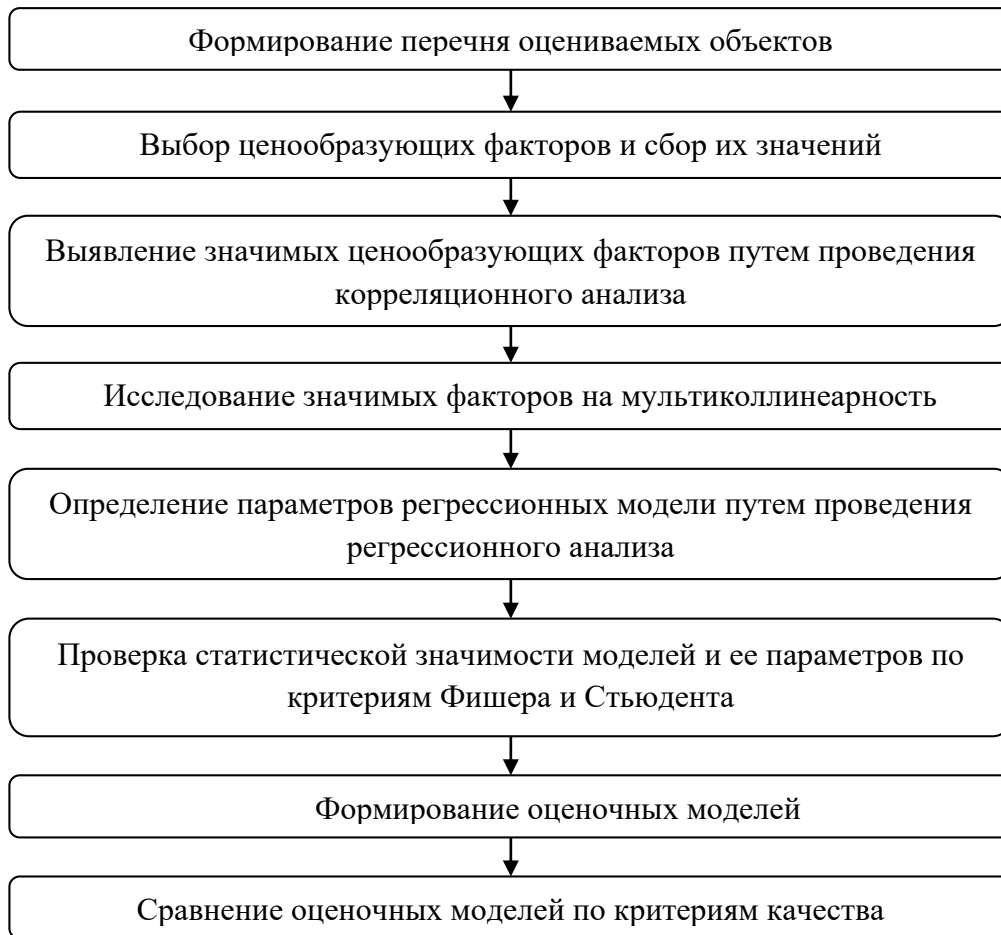 Формирование перечня оцениваемых объектов
Выбор ценообразующих факторов и сбор их значений
Выявление значимых ценообразующих факторов путем проведения
корреляционного анализа
Исследование значимых факторов на мультиколлинеарность
Определение параметров регрессионных модели путем проведения
регрессионного анализа
Проверка статистической значимости моделей и ее параметров по
критериям Фишера и Стьюдента
Формирование оценочных моделей
Сравнение оценочных моделей по критериям качества